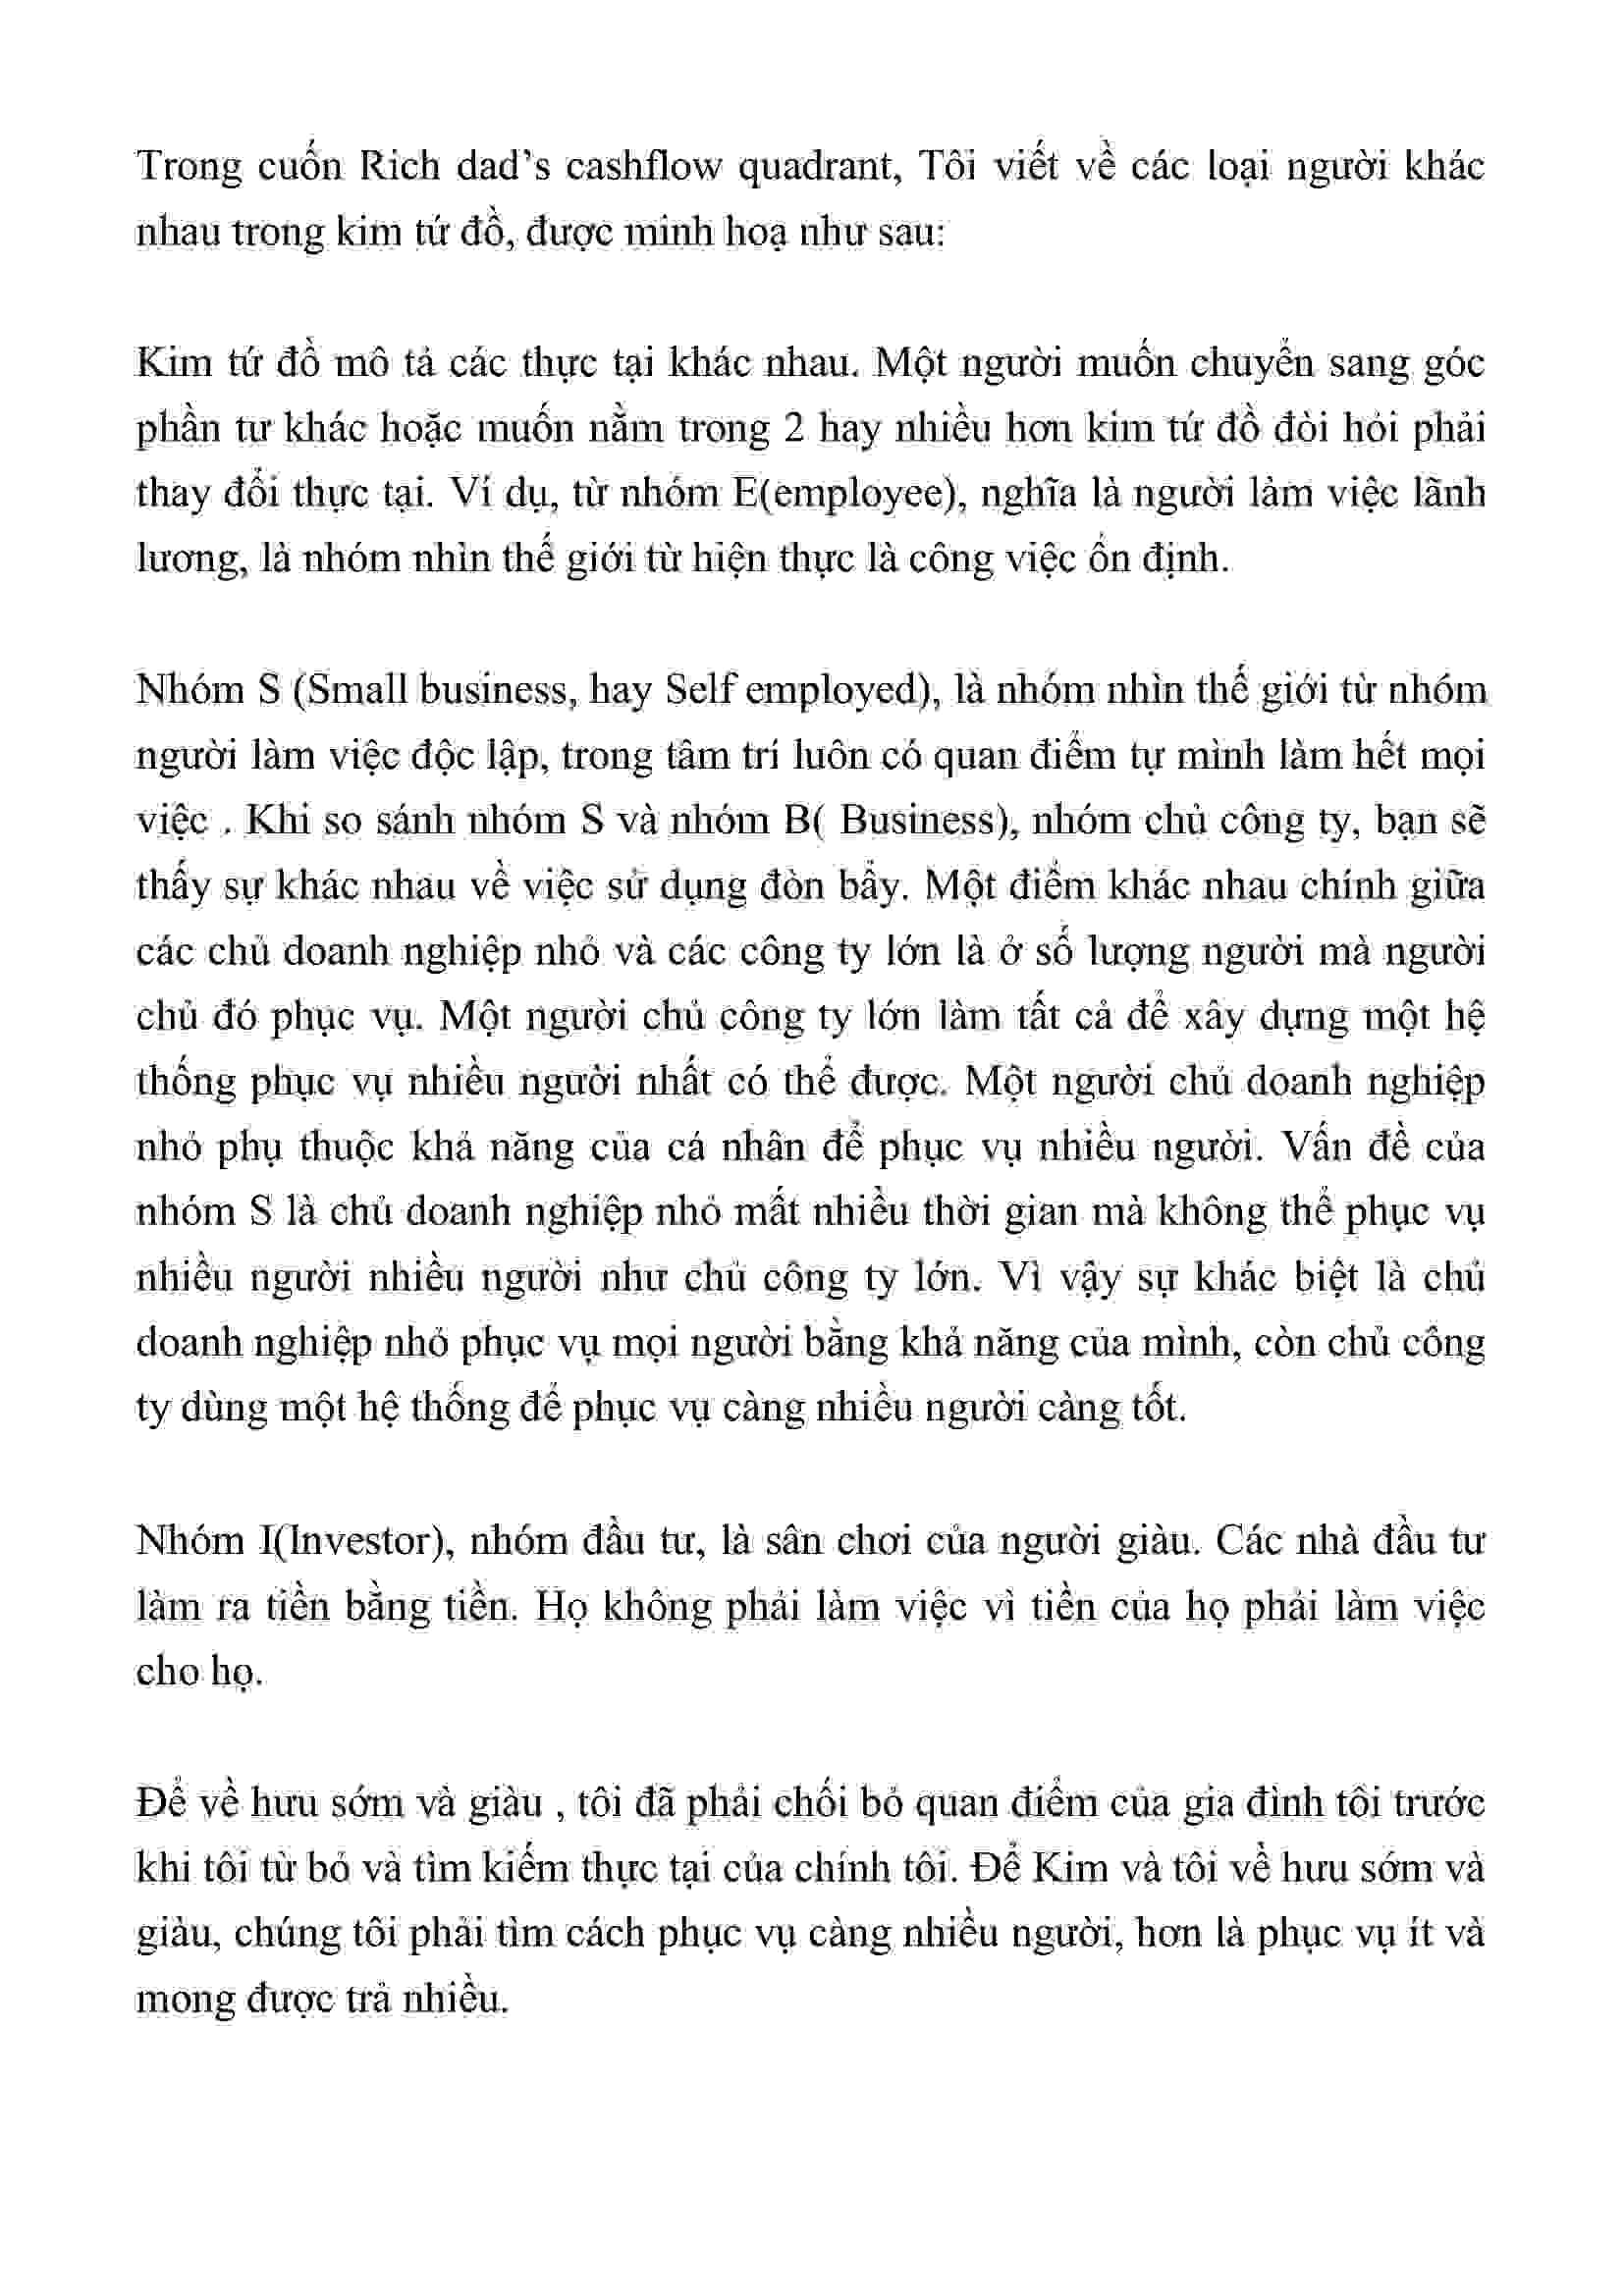 Trong cuốn Rich dad's cashflow quadrant, Tôi viết về các loại người khác
nhau trong kim tứ đồ, được minh hoạ như sau:
Kim tứ đồ mô tả các thực tại khác nhau. Một người muốn chuyển sang góc
phần tư khác hoặc muốn nằm trong 2 hay nhiều hơn kim tứ đồ đòi hỏi phải
thay đổi thực tại. Ví dụ, từ nhóm E(employee), nghĩa là người làm việc lãnh
lương, là nhóm nhìn thế giới từ hiện thực là công việc ổn định.
Nhóm S (Small business, hay Self employed), là nhóm nhìn thế giới từ nhóm
người làm việc độc lập, trong tâm trí luôn có quan điểm tự mình làm hết mọi
việc . Khi so sánh nhóm S và nhóm B( Business), nhóm chủ công ty, bạn sẽ
thấy sự khác nhau về việc sử dụng đòn bẩy. Một điểm khác nhau chính giữa
các chủ doanh nghiệp nhỏ và các công ty lớn là ở số lượng người mà người
chủ đó phục vụ. Một người chủ công ty lớn làm tất cả để xây dựng một hệ
thống phục vụ nhiều người nhất có thể được. Một người chủ doanh nghiệp
nhỏ phụ thuộc khả năng của cá nhân để phục vụ nhiều người. Vấn đề của
nhóm S là chủ doanh nghiệp nhỏ mất nhiều thời gian mà không thể phục vụ
nhiều người nhiều người như chủ công ty lớn. Vì vậy sự khác biệt là chủ
doanh nghiệp nhỏ phục vụ mọi người bằng khả năng của mình, còn chủ công
ty dùng một hệ thống để phục vụ càng nhiều người càng tốt.
Nhóm I(Investor), nhóm đầu tư, là sân chơi của người giàu. Các nhà đầu tư
làm ra tiền bằng tiền. Họ không phải làm việc vì tiền của họ phải làm việc
cho họ.
Để về hưu sớm và giàu , tôi đã phải chối bỏ quan điểm của gia đình tôi trước
khi tôi từ bỏ và tìm kiếm thực tại của chính tôi. Để Kim và tôi về hưu sớm và
giàu, chúng tôi phải tìm cách phục vụ càng nhiều người, hơn là phục vụ ít và
mong được trả nhiều.